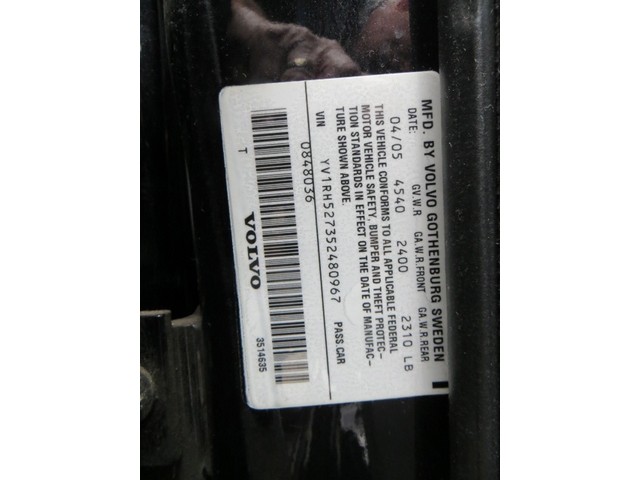 MFD. BY VOLVO GOTHENBURG SWEDEN
DATE: GV.W.R GA.W.R.FRONT GA.W.R.REAR
04/05 4540 2400 2310 LB
THIS VEHICLE CONFORMS TO ALL APPLICABLE FEDERAL
MOTOR VEHICLE SAFETY, BUMPER AND THEFT PROTEC-
TION STANDARDS IN EFFECT ON THE DATE OF MANUFAC-
TURE SHOWN ABOVE.
VIN YV1RH527352480967 PASS.CAR
0848036
T VOLVO 3514635